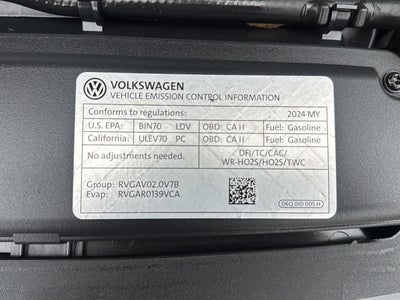 VOLKSWAGEN
VEHICLE EMISSION CONTROL INFORMATION
Conforms to regulations: 2024 MY
U.S. EPA: BIN70 LDV OBD: CA II Fuel: Gasoline
California: ULEV70 PC OBD: CA II Fuel: Gasoline
No adjustments needed. DFI/TC/CAC/
WR-HO2S/HO2S/TWC
Group: RVGAV02.0V7B
Evap: RVGAR0139VCA
06Q 010 005 H